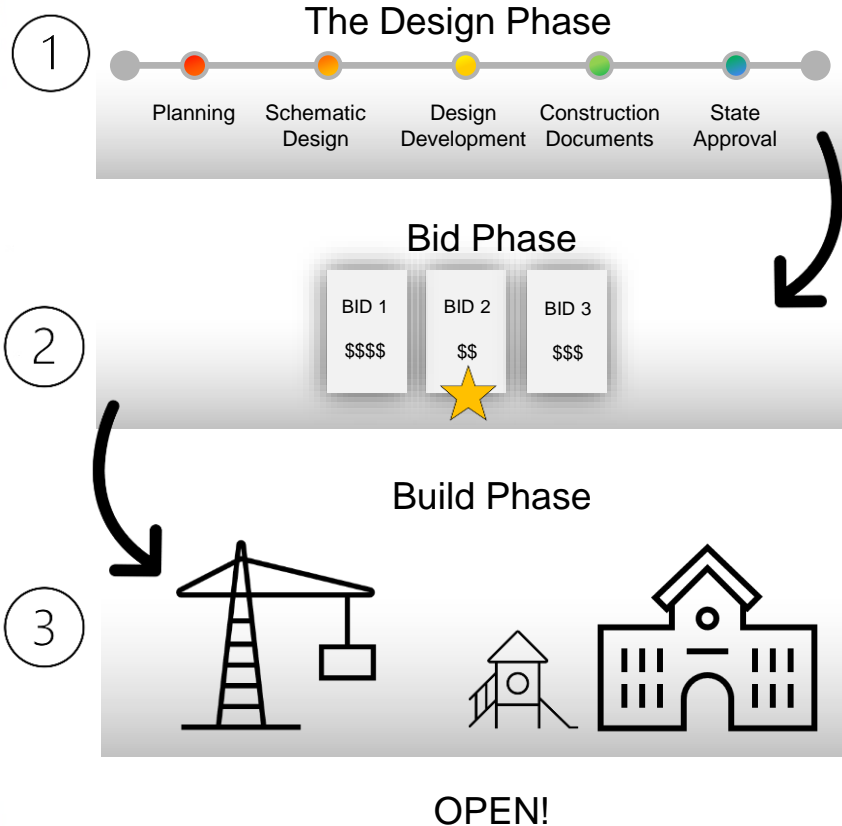 1
The Design Phase
Planning
Schematic
Design
Design
Development
Construction
Documents
State
Approval
2
Bid Phase
BID 1
$$$$
BID 2
$$
BID 3
$$$
3
Build Phase
OPEN!